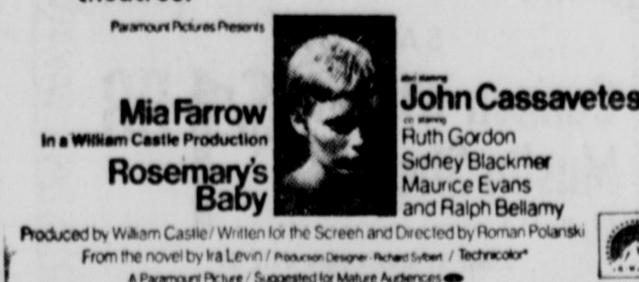 Paramount Pictures Presents
Mia Farrow
In a William Castle Production
Rosemary's
Baby
also starring
John Cassavetes
co starring
Ruth Gordon
Sidney Blackmer
Maurice Evans
and Ralph Bellamy
Produced by William Castle/Written for the Screen and Directed by Roman Polanski
From the novel by Ira Levin / Production Designer-Richard Sylbert / Technicolor®
A Paramount Picture / Suggested for Mature Audiences